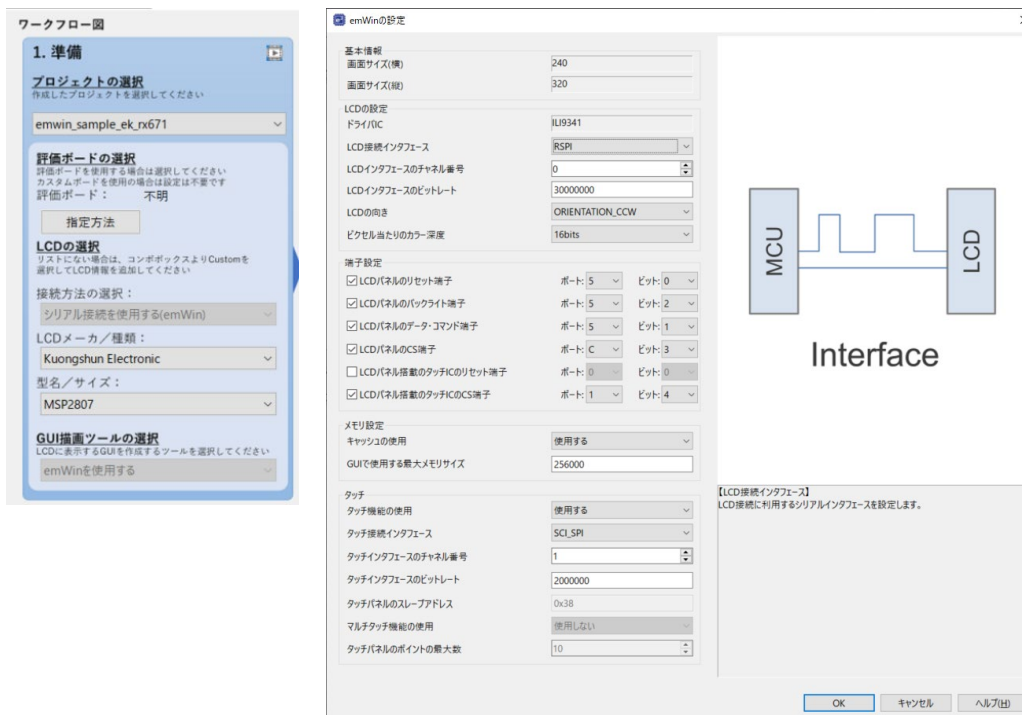 ワークフロー図
1. 準備
プロジェクトの選択
作成したプロジェクトを選択してください
emwin_sample_ek_rx671
評価ボードの選択
評価ボードを使用する場合は選択してください
カスタムボードを使用の場合は設定は不要です
評価ボード： 不明
指定方法
LCDの選択
リストにない場合は、コンボボックスよりCustomを
選択してLCD情報を追加してください
接続方法の選択：
シリアル接続を使用する(emWin)
LCDメーカ／種類：
Kuongshun Electronic
型名／サイズ：
MSP2807
GUI描画ツールの選択
LCDに表示するGUIを作成するツールを選択してください
emWinを使用する
emWinの設定
基本情報
画面サイズ(横) 240
画面サイズ(縦) 320
LCDの設定
ドライバIC ILI9341
LCD接続インタフェース RSPI
LCDインタフェースのチャネル番号 0
LCDインタフェースのビットレート 30000000
LCDの向き ORIENTATION_CCW
ピクセル当たりのカラー深度 16bits
端子設定
LCDパネルのリセット端子 ポート: 5 ビット: 0
LCDパネルのバックライト端子 ポート: 5 ビット: 2
LCDパネルのデータ・コマンド端子 ポート: 5 ビット: 1
LCDパネルのCS端子 ポート: C ビット: 3
LCDパネル搭載のタッチICのリセット端子 ポート: 0 ビット: 0
LCDパネル搭載のタッチICのCS端子 ポート: 1 ビット: 4
メモリ設定
キャッシュの使用 使用する
GUIで使用する最大メモリサイズ 256000
タッチ
タッチ機能の使用 使用する
タッチ接続インタフェース SCI_SPI
タッチインタフェースのチャネル番号 1
タッチインタフェースのビットレート 2000000
タッチパネルのスレーブアドレス 0x38
マルチタッチ機能の使用 使用しない
タッチパネルのポイントの最大数 10
MCU
LCD
Interface
【LCD接続インタフェース】
LCD接続に利用するシリアルインタフェースを設定します。
OK キャンセル ヘルプ(H)